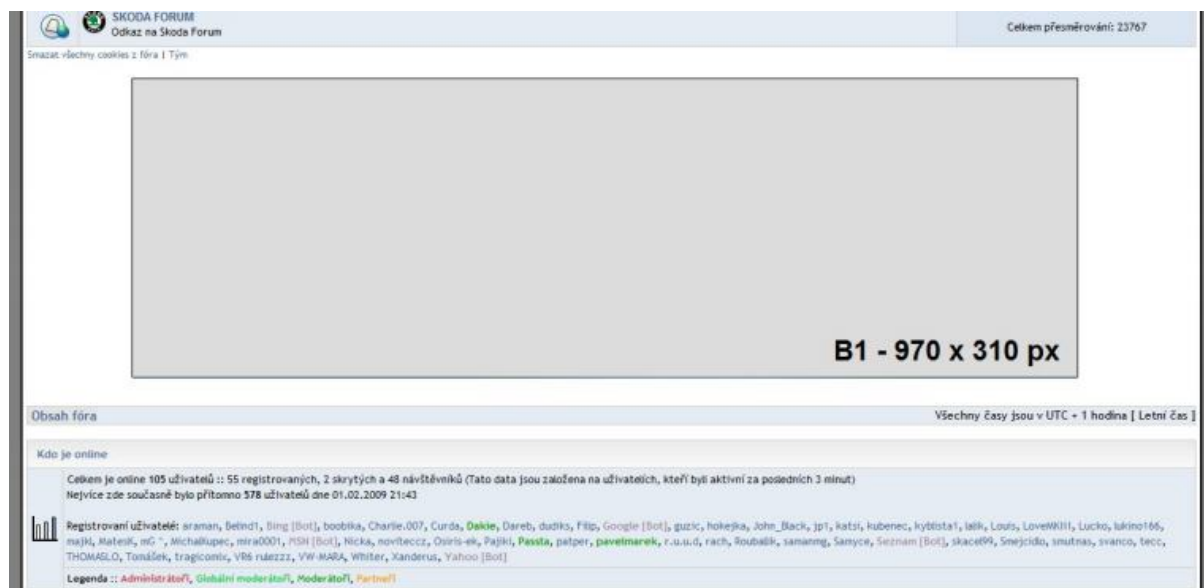 SKODA FORUM
Odkaz na Skoda Forum
Celkem přesměrování: 23767
Smazat všechny cookies z fóra | Tým
B1 - 970 x 310 px
Obsah fóra
Všechny časy jsou v UTC + 1 hodina [ Letní čas ]
Kdo je online
Celkem je online 105 uživatelů :: 55 registrovaných, 2 skrytých a 48 návštěvníků (Tato data jsou založena na uživatelích, kteří byli aktivní za posledních 3 minut)
Nejvíce zde současně bylo přítomno 578 uživatelů dne 01.02.2009 21:43
Registrovaní uživatelé: araman, Belind1, Bing [Bot], boobika, Charlie.007, Curda, Dakie, Dareb, dudiks, Filip, Google [Bot], guzic, hokejka, John_Black, jp1, katsi, kubenec, kyblista1, lalik, Louis, LoveMKIII, Lucko, lukino166,
majkl, MatesK, mG ^, MichalKupec, mira0001, MSN [Bot], Nicka, noviteccz, Osiris-ek, Pajiki, Passta, patper, pavelmarek, r.u.u.d, rach, Roubalik, samanmg, Samyce, Seznam [Bot], skacel99, Smejcidlo, smutnas, svanco, tecc,
THOMASLO, Tomášek, tragicomix, VR6 rulezzz, VW-MARA, Whiter, Xanderus, Yahoo [Bot]
Legenda :: Administrátoři, Globální moderátoři, Moderátoři, Partneři